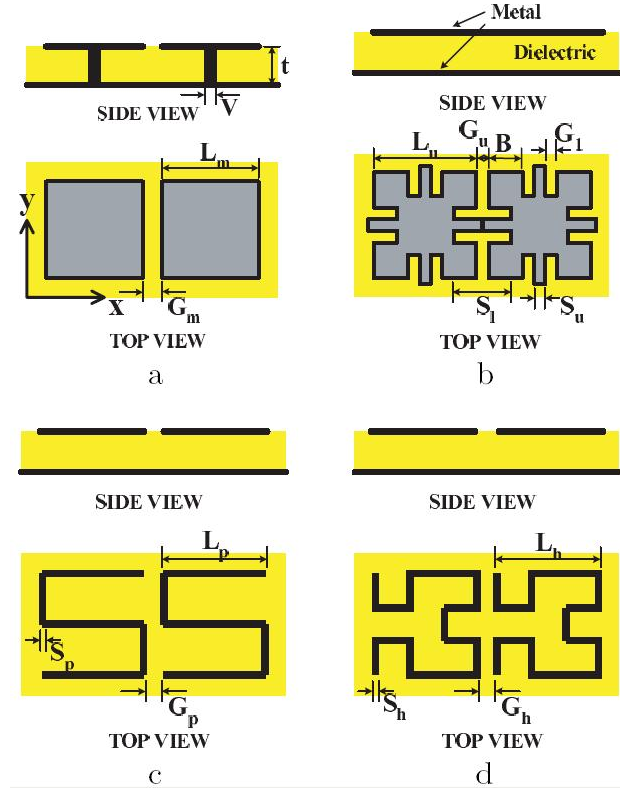 Metal
Dielectric
t
V
SIDE VIEW
SIDE VIEW
Lm
Lu Gu B G1
y
x
Gm
Sl Su
TOP VIEW
TOP VIEW
a
b
SIDE VIEW
SIDE VIEW
Lp
Lh
Sp
Gp
Sh Gh
TOP VIEW
TOP VIEW
c
d